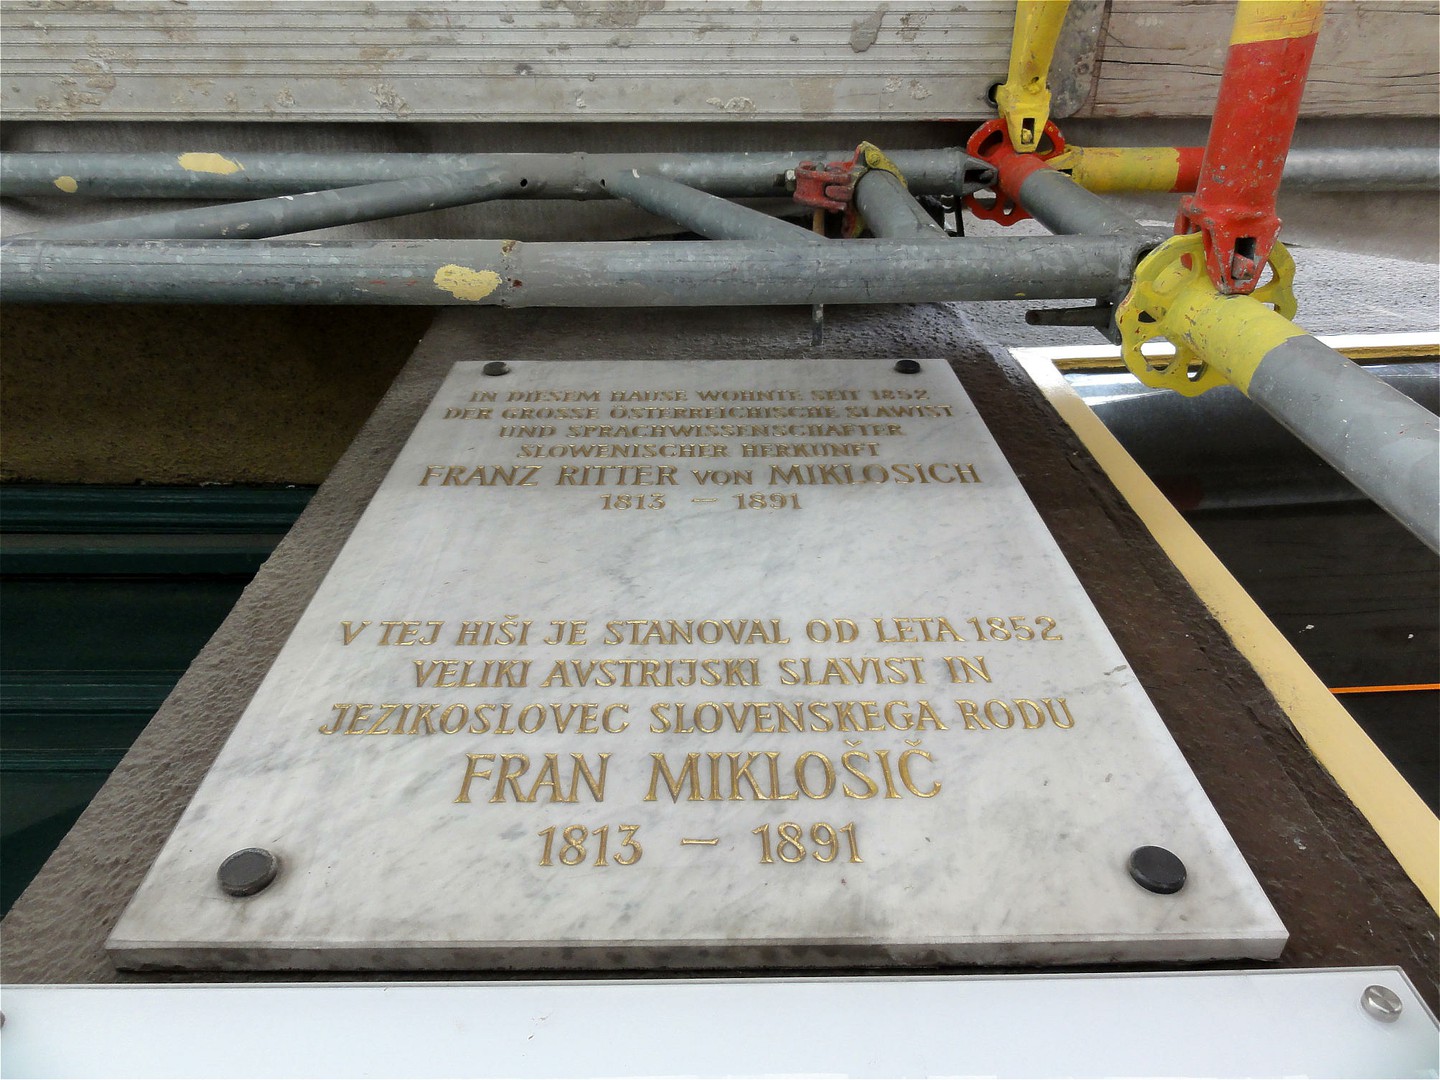 IN DIESEM HAUSE WOHNTE SEIT 1852
DER GROSSE ÖSTERREICHISCHE SLAWIST
UND SPRACHWISSENSCHAFTER
SLOWENISCHER HERKUNFT
FRANZ RITTER VON MIKLOSICH
1813 – 1891
V TEJ HIŠI JE STANOVAL OD LETA 1852
VELIKI AVSTRIJSKI SLAVIST IN
JEZIKOSLOVEC SLOVENSKEGA RODU
FRAN MIKLOŠIČ
1813 – 1891